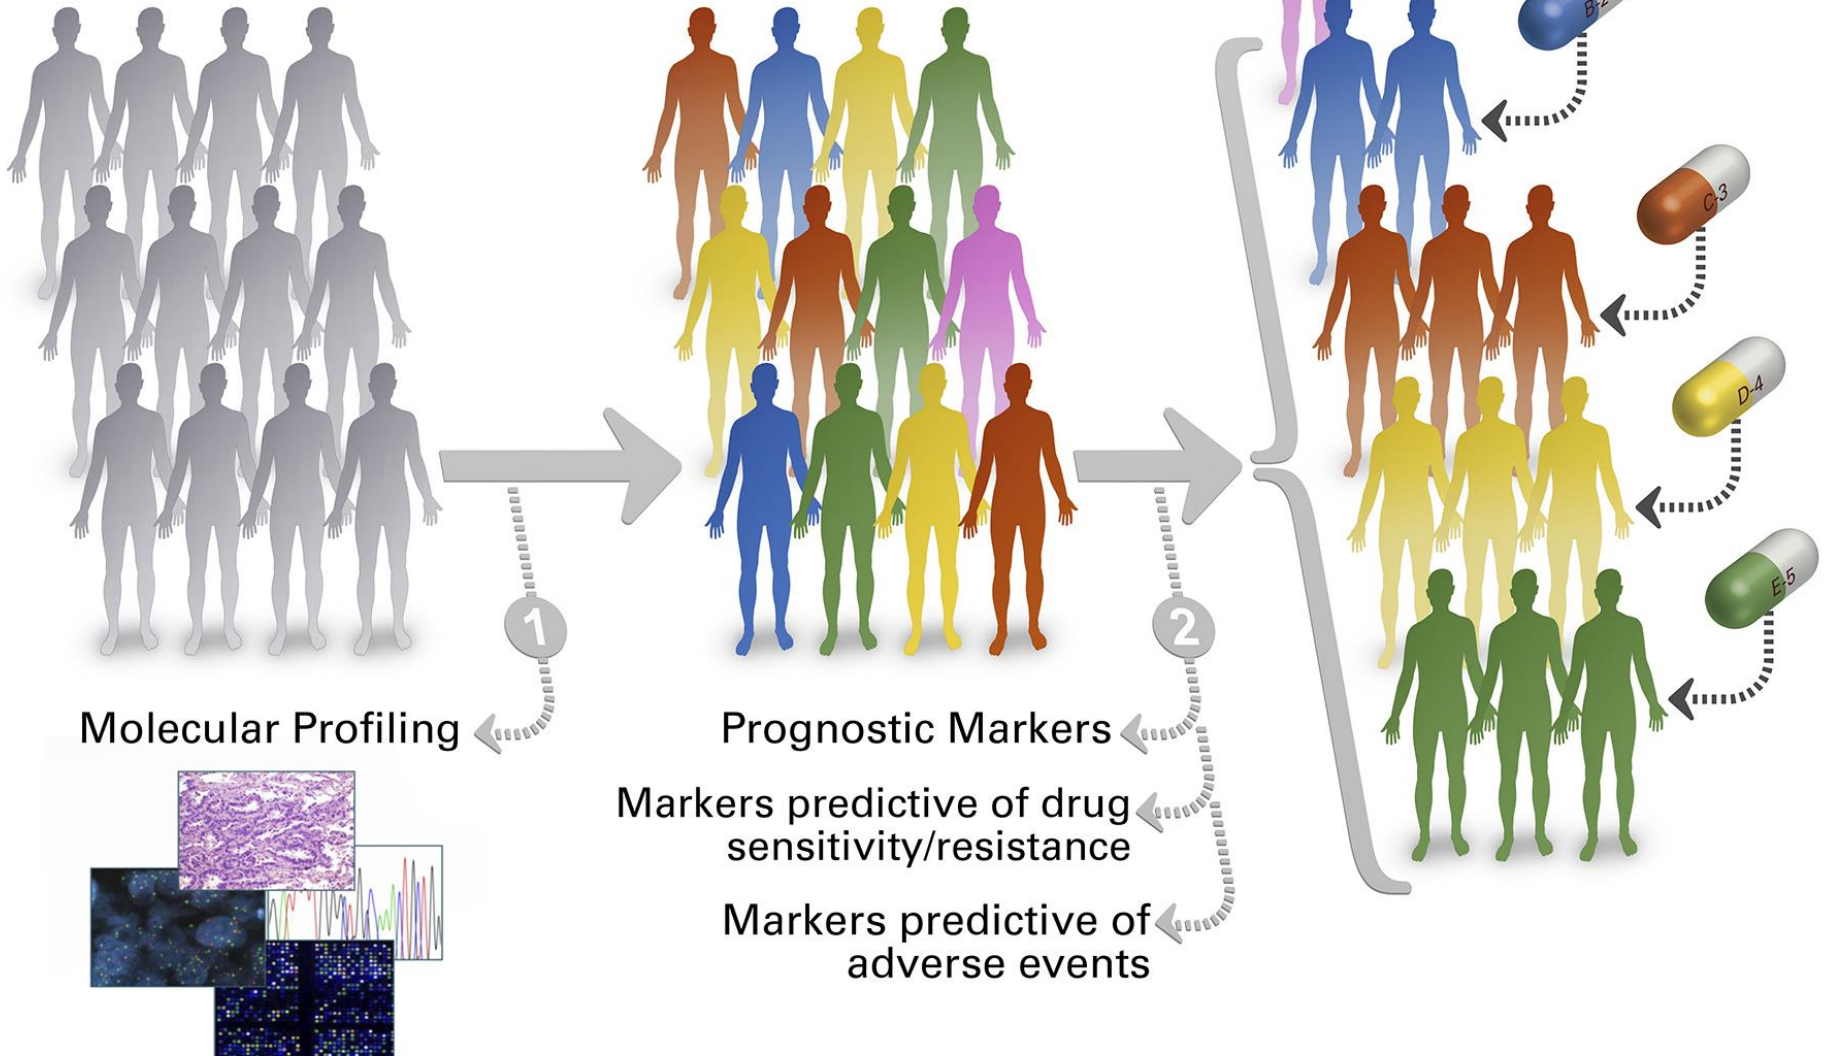 B-2
C-3
D-4
E-5
1
2
Molecular Profiling
Prognostic Markers
Markers predictive of drug
sensitivity/resistance
Markers predictive of
adverse events